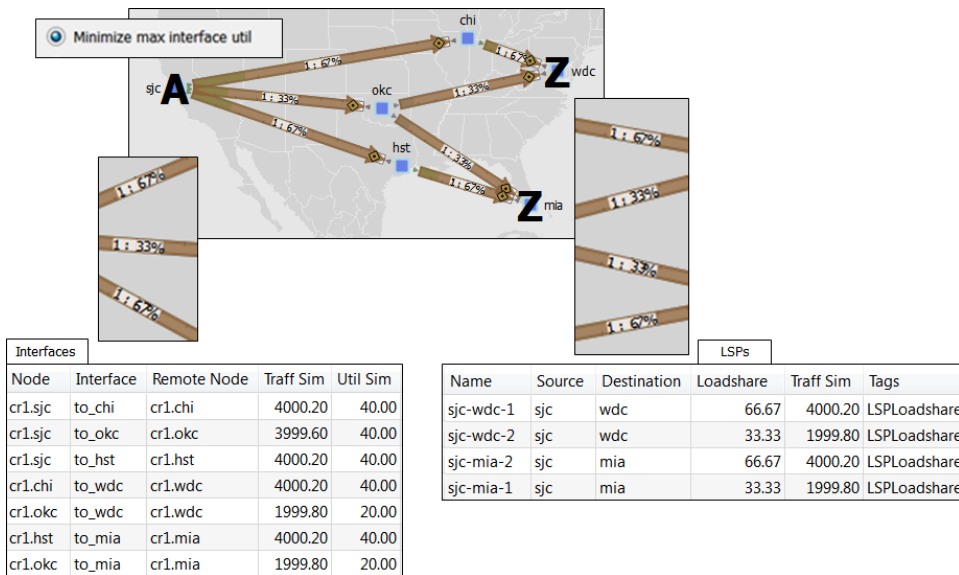 Minimize max interface util
chi
1 : 67%
1 : 67%
wdc
Z
sjc
A
okc
1 : 33%
1 : 33%
1 : 67%
hst
1 : 33%
1 : 67%
Z
mia
1 : 67%
1 : 33%
1 : 67%
1 : 67%
1 : 33%
1 : 33%
1 : 67%
Interfaces
Node Interface Remote Node Traff Sim Util Sim
cr1.sjc to_chi cr1.chi 4000.20 40.00
cr1.sjc to_okc cr1.okc 3999.60 40.00
cr1.sjc to_hst cr1.hst 4000.20 40.00
cr1.chi to_wdc cr1.wdc 4000.20 40.00
cr1.okc to_wdc cr1.wdc 1999.80 20.00
cr1.hst to_mia cr1.mia 4000.20 40.00
cr1.okc to_mia cr1.mia 1999.80 20.00
LSPs
Name Source Destination Loadshare Traff Sim Tags
sjc-wdc-1 sjc wdc 66.67 4000.20 LSPLoadshare
sjc-wdc-2 sjc wdc 33.33 1999.80 LSPLoadshare
sjc-mia-2 sjc mia 66.67 4000.20 LSPLoadshare
sjc-mia-1 sjc mia 33.33 1999.80 LSPLoadshare